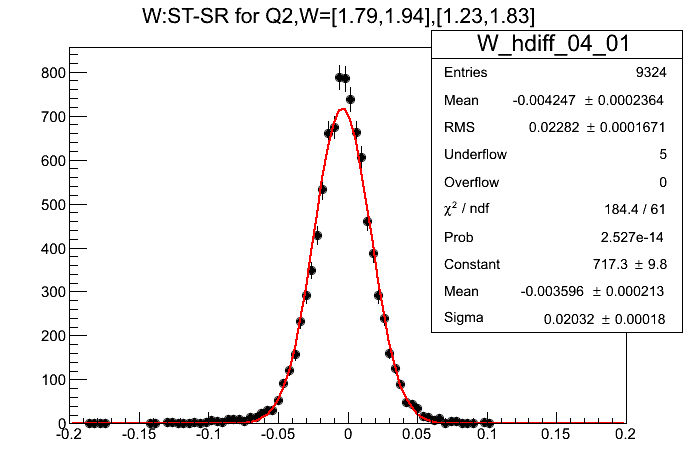 W:ST-SR for Q2,W=[1.79,1.94],[1.23,1.83]
W_hdiff_04_01
Entries 9324
Mean -0.004247 ± 0.0002364
RMS 0.02282 ± 0.0001671
Underflow 5
Overflow 0
χ² / ndf 184.4 / 61
Prob 2.527e-14
Constant 717.3 ± 9.8
Mean -0.003596 ± 0.000213
Sigma 0.02032 ± 0.00018
800
700
600
500
400
300
200
100
0
-0.2 -0.15 -0.1 -0.05 0 0.05 0.1 0.15 0.2